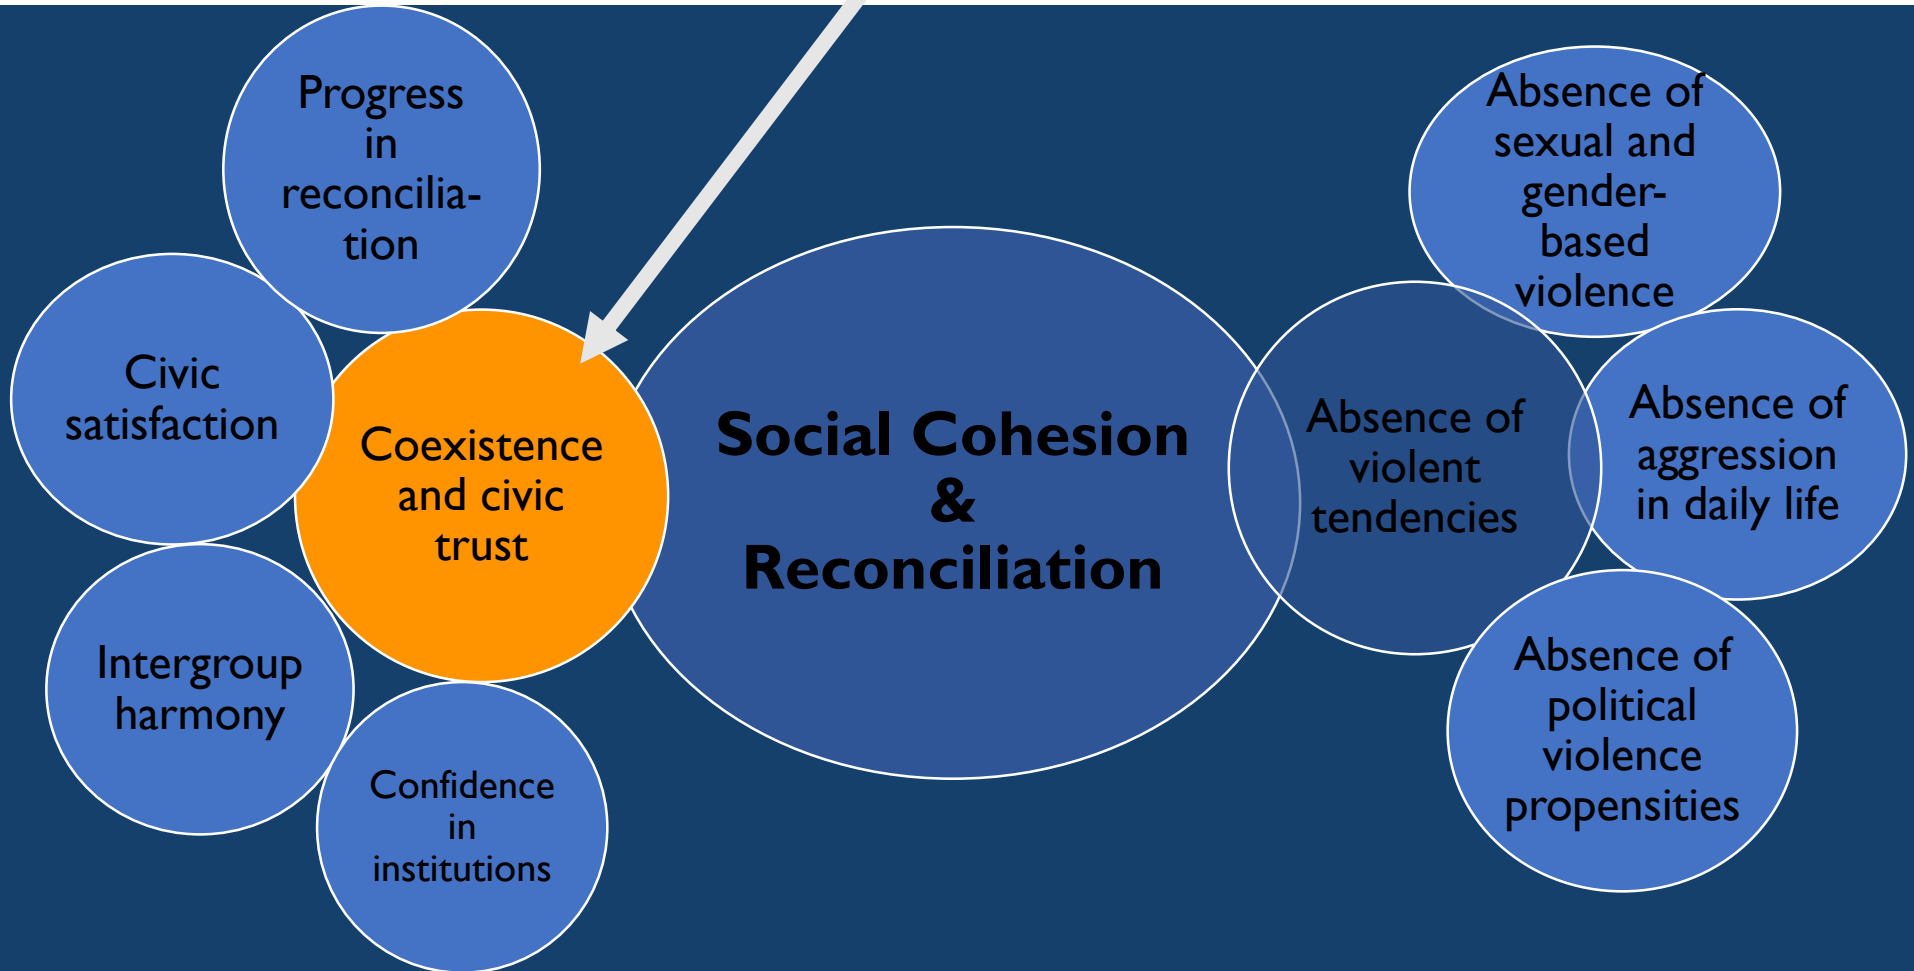 Progress
in
reconcilia-
tion
Civic
satisfaction
Coexistence
and civic
trust
Intergroup
harmony
Confidence
in
institutions
Social Cohesion
&
Reconciliation
Absence of
violent
tendencies
Absence of
sexual and
gender-
based
violence
Absence of
aggression
in daily life
Absence of
political
violence
propensities